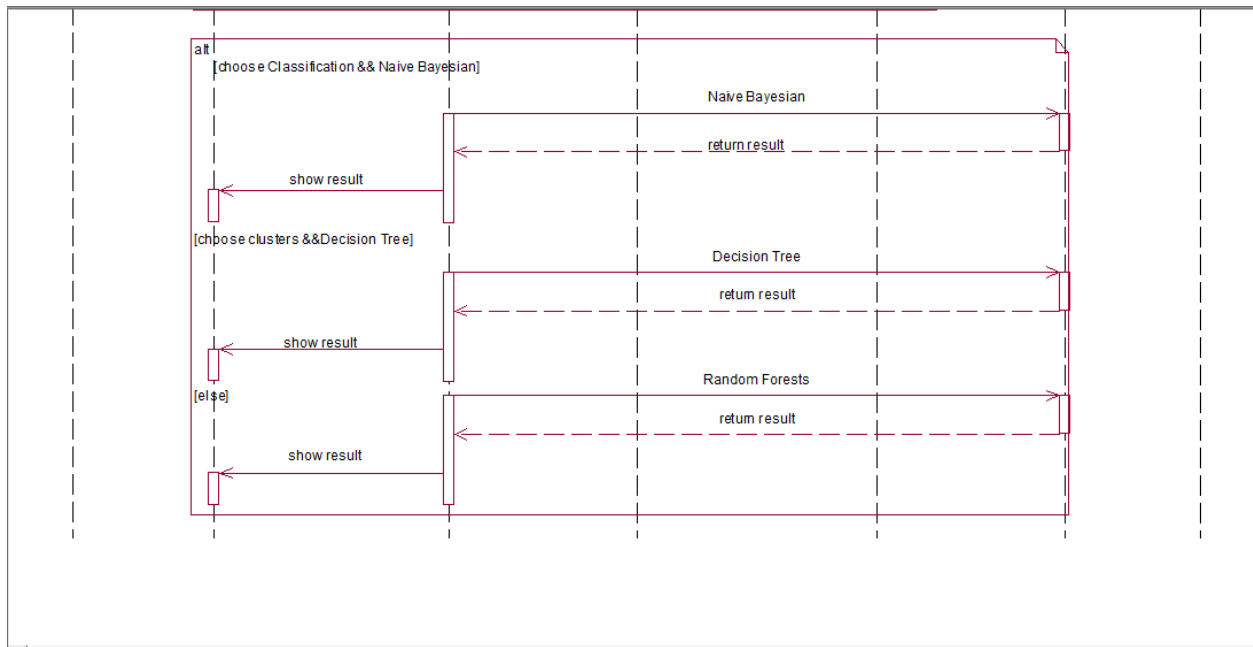 alt
[choose Classification && Naive Bayesian]
Naive Bayesian
return result
show result
[choose clusters &&Decision Tree]
Decision Tree
return result
show result
[else]
Random Forests
return result
show result